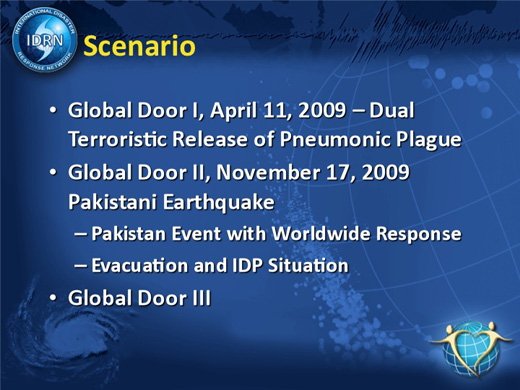 INTERNATIONAL DISASTER
IDRN
RESPONSE NETWORK
Scenario
• Global Door I, April 11, 2009 – Dual
Terroristic Release of Pneumonic Plague
• Global Door II, November 17, 2009
Pakistani Earthquake
– Pakistan Event with Worldwide Response
– Evacuation and IDP Situation
• Global Door III